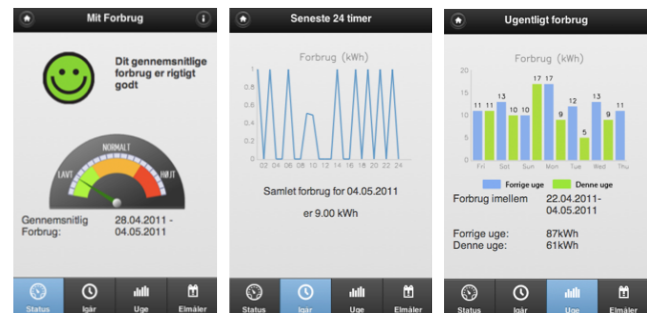 Mit Forbrug
Dit gennemsnitlige
forbrug er rigtigt
godt
NORMALT
LAVT
HØJT
Gennemsnitlig
Forbrug:
28.04.2011 -
04.05.2011
Status
Igår
Uge
Elmåler
Seneste 24 timer
Forbrug (kWh)
1
0.8
0.6
0.4
0.2
0
02 04 06 08 10 12 14 16 18 20 22 24
Samlet forbrug for 04.05.2011
er 9.00 kWh
Status
Igår
Uge
Elmåler
Ugentligt forbrug
Forbrug (kWh)
20
15
10
5
0
11 11 13 10 10 17 17 9 12 5 13 9 11
Fri Sat Sun Mon Tue Wed Thu
Forrige uge
Denne uge
Forbrug imellem
22.04.2011-
04.05.2011
Forrige uge: 87kWh
Denne uge: 61kWh
Status
Igår
Uge
Elmåler